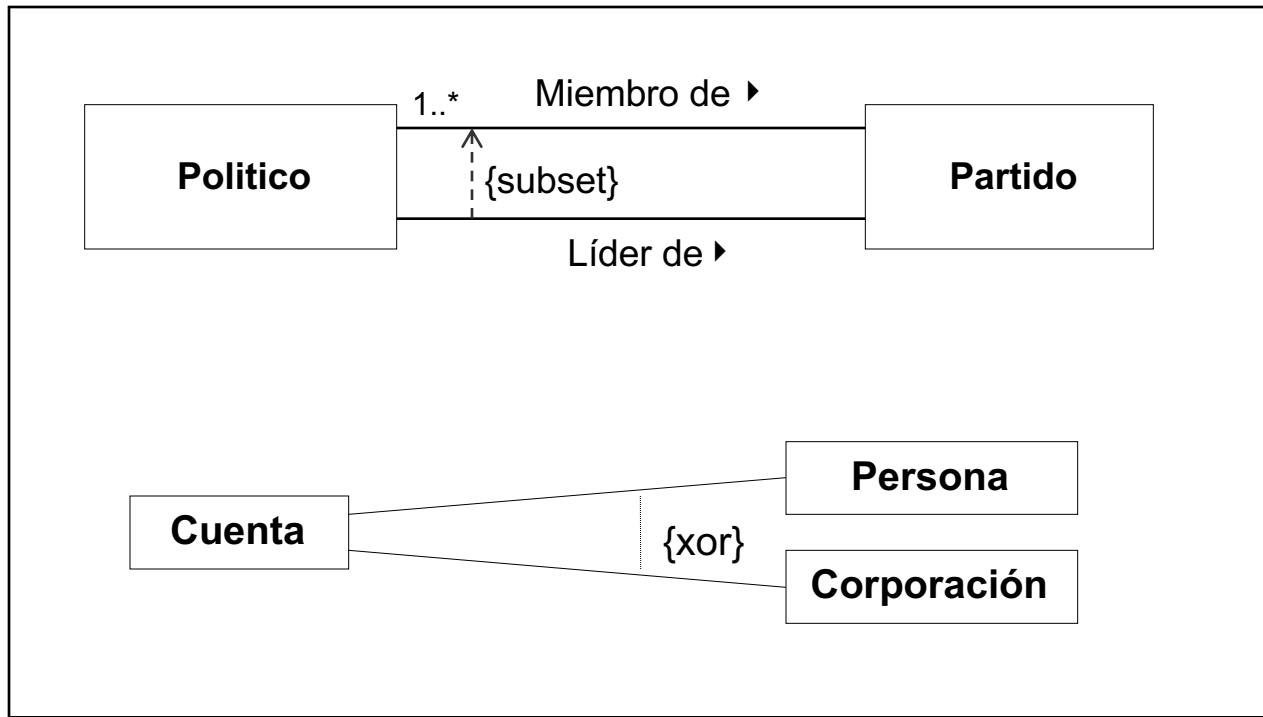 1..*
Miembro de ▶
Politico
{subset}
Partido
Líder de ▶
Persona
Cuenta
{xor}
Corporación